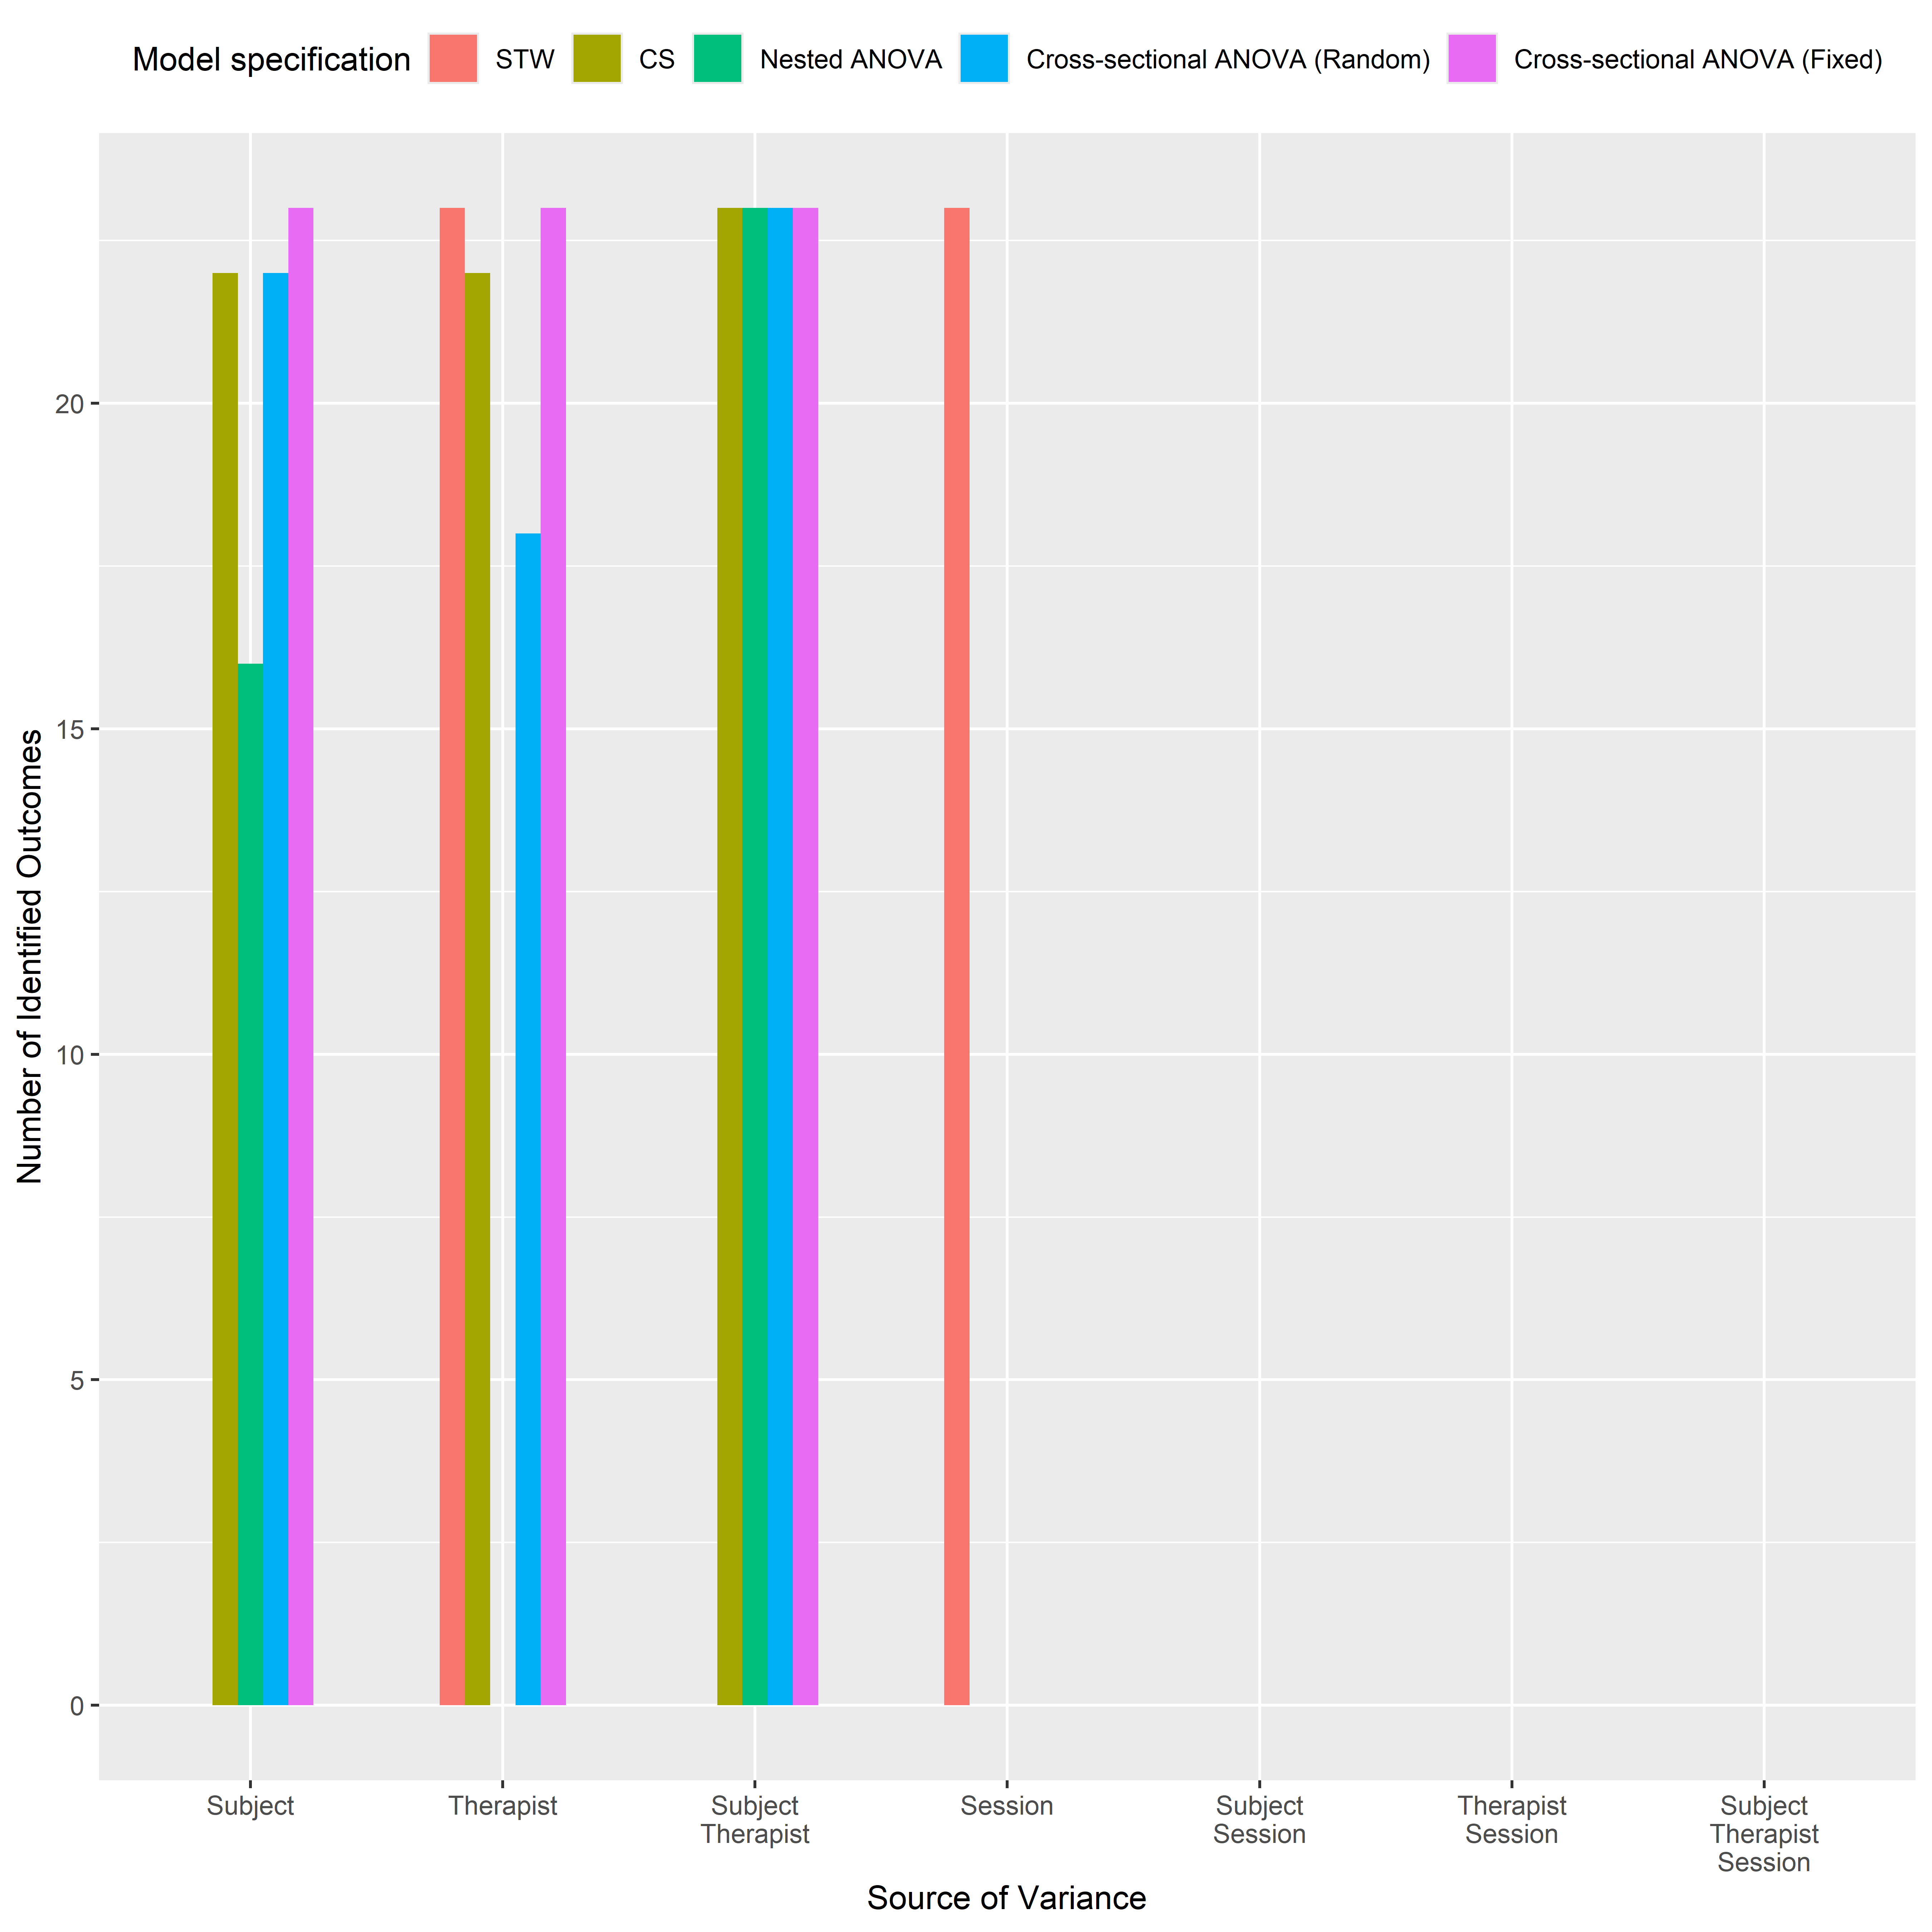 Model specification STW CS Nested ANOVA Cross-sectional ANOVA (Random) Cross-sectional ANOVA (Fixed)
Number of Identified Outcomes
20
15
10
5
0
Subject Therapist Subject Session Subject Therapist Subject
Therapist Session Session Therapist
Session
Source of Variance